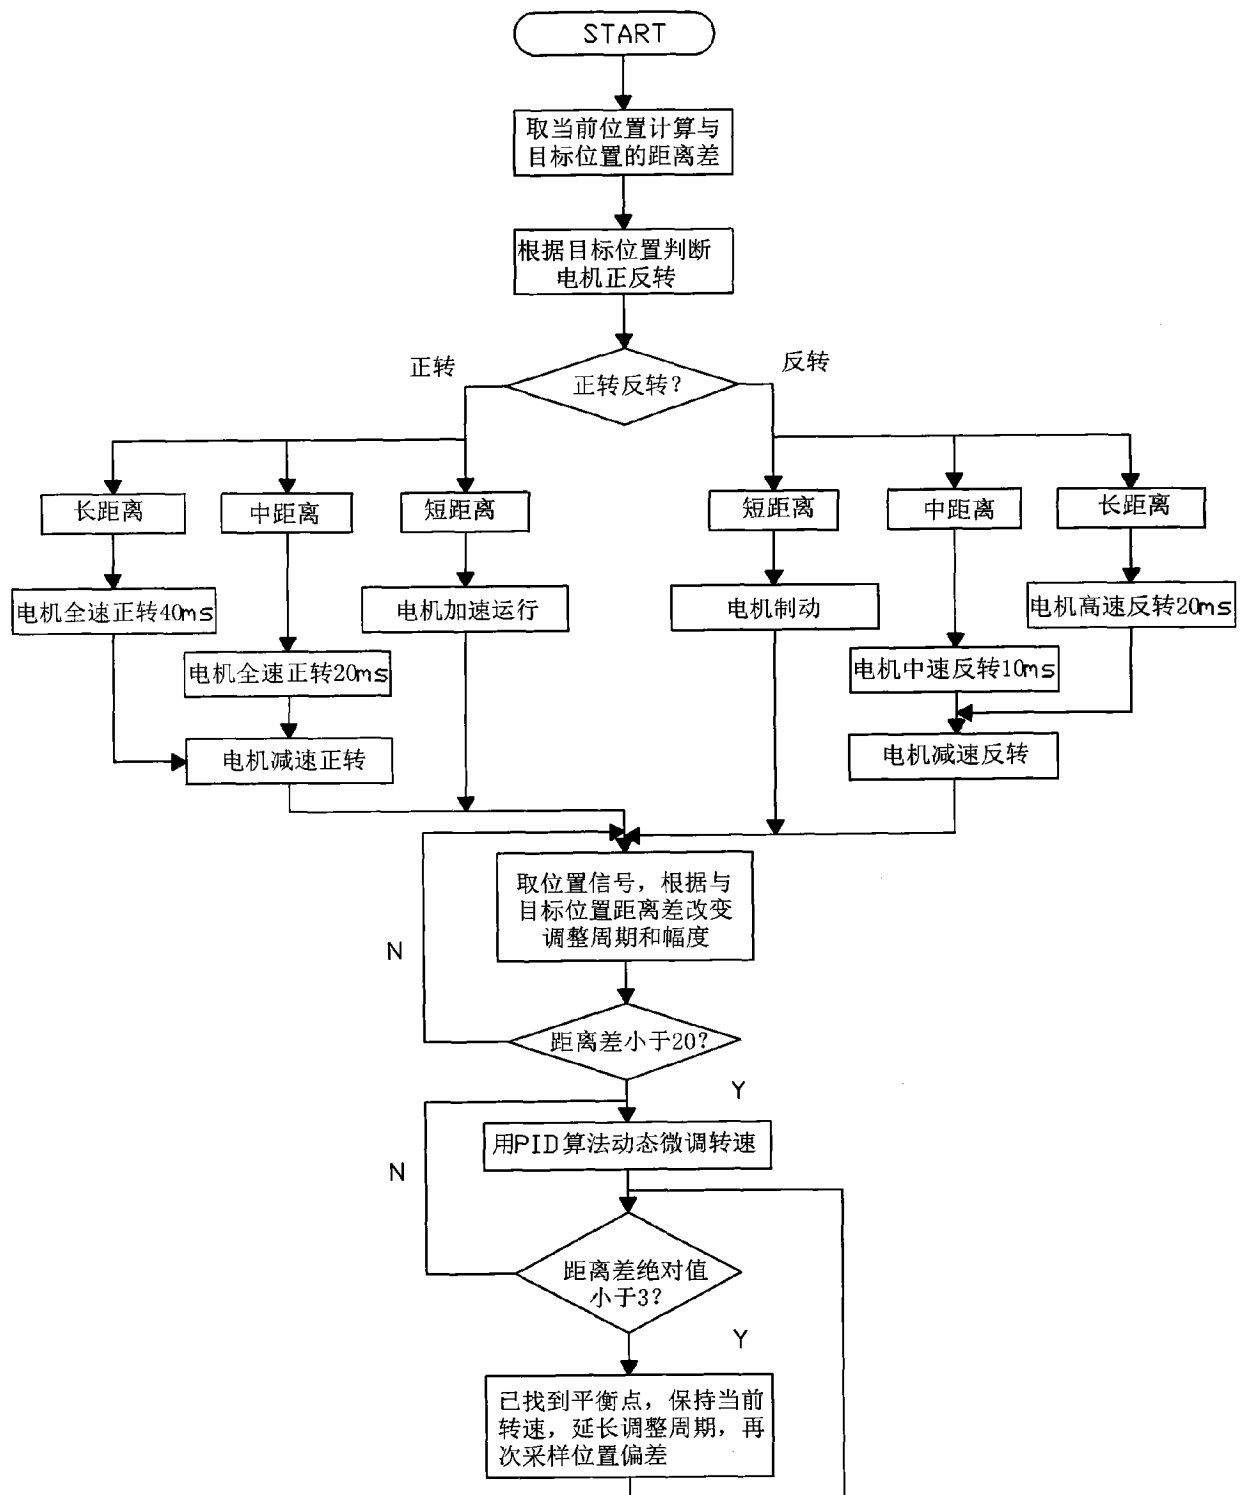 START
取当前位置计算与
目标位置的距离差
根据目标位置判断
电机正反转
正转
反转
正转反转？
长距离
中距离
短距离
短距离
中距离
长距离
电机全速正转40ms
电机加速运行
电机制动
电机高速反转20ms
电机全速正转20ms
电机中速反转10ms
电机减速正转
电机减速反转
取位置信号，根据与
目标位置距离差改变
调整周期和幅度
N
距离差小于20？
Y
用PID算法动态微调转速
N
距离差绝对值
小于3？
Y
已找到平衡点，保持当前
转速，延长调整周期，再
次采样位置偏差